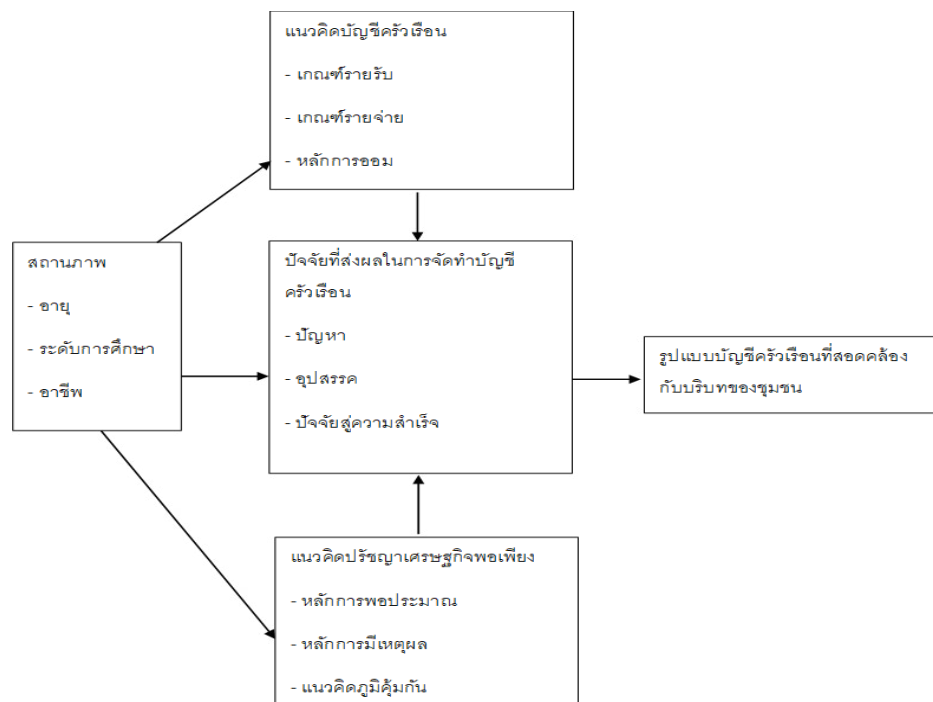 แนวคิดบัญชีครัวเรือน
- เกณฑ์รายรับ
- เกณฑ์รายจ่าย
- หลักการออม
สถานภาพ
- อายุ
- ระดับการศึกษา
- อาชีพ
ปัจจัยที่ส่งผลในการจัดทำบัญชี
ครัวเรือน
- ปัญหา
- อุปสรรค
- ปัจจัยสู่ความสำเร็จ
รูปแบบบัญชีครัวเรือนที่สอดคล้อง
กับบริบทของชุมชน
แนวคิดปรัชญาเศรษฐกิจพอเพียง
- หลักการพอประมาณ
- หลักการมีเหตุผล
- แนวคิดภูมิคุ้มกัน